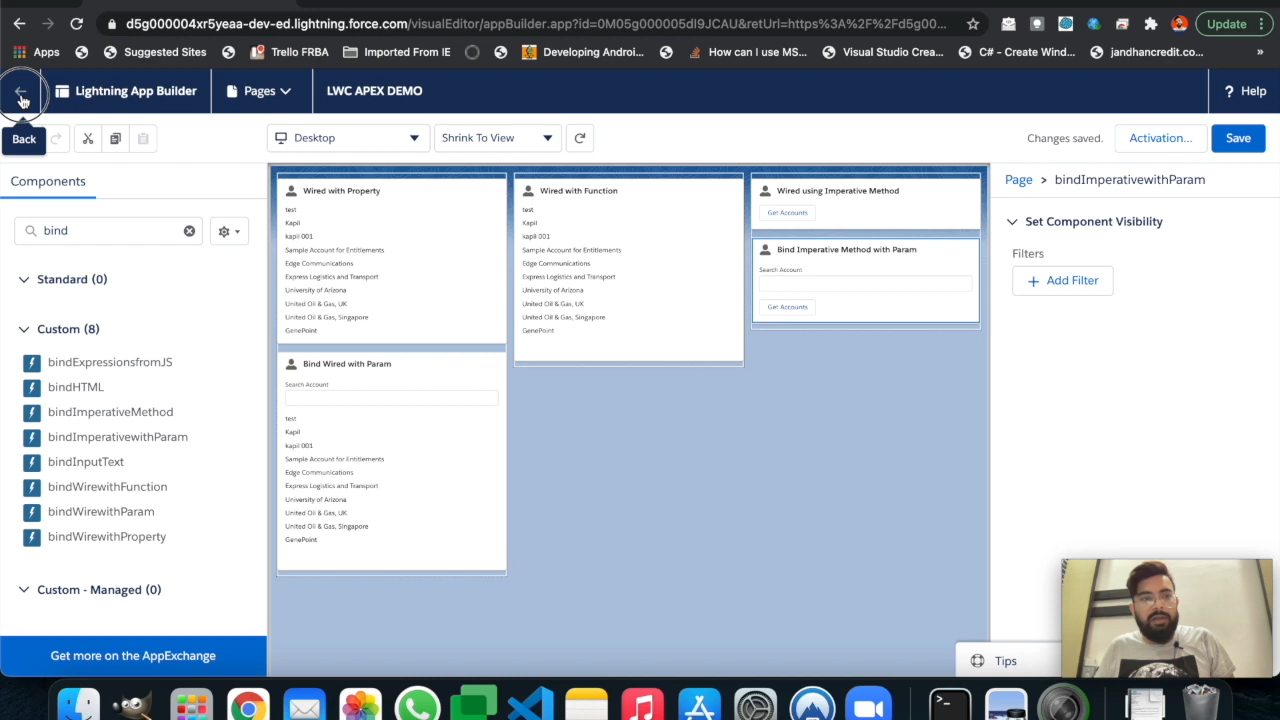 d5g000004xr5yeaa-dev-ed.lightning.force.com/visualEditor/appBuilder.app?id=0M05g000005dI9JCAU&retUrl=https%3A%2F%2Fd5g00...
Update
Apps
Suggested Sites
Trello FRBA
Imported From IE
Developing Androi...
How can I use MS...
Visual Studio Crea...
C# - Create Wind...
jandhancredit.com/...
»
Lightning App Builder
Pages
LWC APEX DEMO
? Help
Back
Desktop
Shrink To View
Changes saved.
Activation...
Save
Components
bind
Standard (0)
Custom (8)
bindExpressionsfromJS
bindHTML
bindImperativeMethod
bindImperativewithParam
bindInputText
bindWirewithFunction
bindWirewithParam
bindWirewithProperty
Custom - Managed (0)
Get more on the AppExchange
Wired with Property
test
Kapil
kapil 001
Sample Account for Entitlements
Edge Communications
Express Logistics and Transport
University of Arizona
United Oil & Gas, UK
United Oil & Gas, Singapore
GenePoint
Bind Wired with Param
Search Account
test
Kapil
kapil 001
Sample Account for Entitlements
Edge Communications
Express Logistics and Transport
University of Arizona
United Oil & Gas, UK
United Oil & Gas, Singapore
GenePoint
Wired with Function
test
Kapil
kapil 001
Sample Account for Entitlements
Edge Communications
Express Logistics and Transport
University of Arizona
United Oil & Gas, UK
United Oil & Gas, Singapore
GenePoint
Wired using Imperative Method
Get Accounts
Bind Imperative Method with Param
Search Account
Get Accounts
Page > bindImperativewithParam
Set Component Visibility
Filters
+ Add Filter
Tips